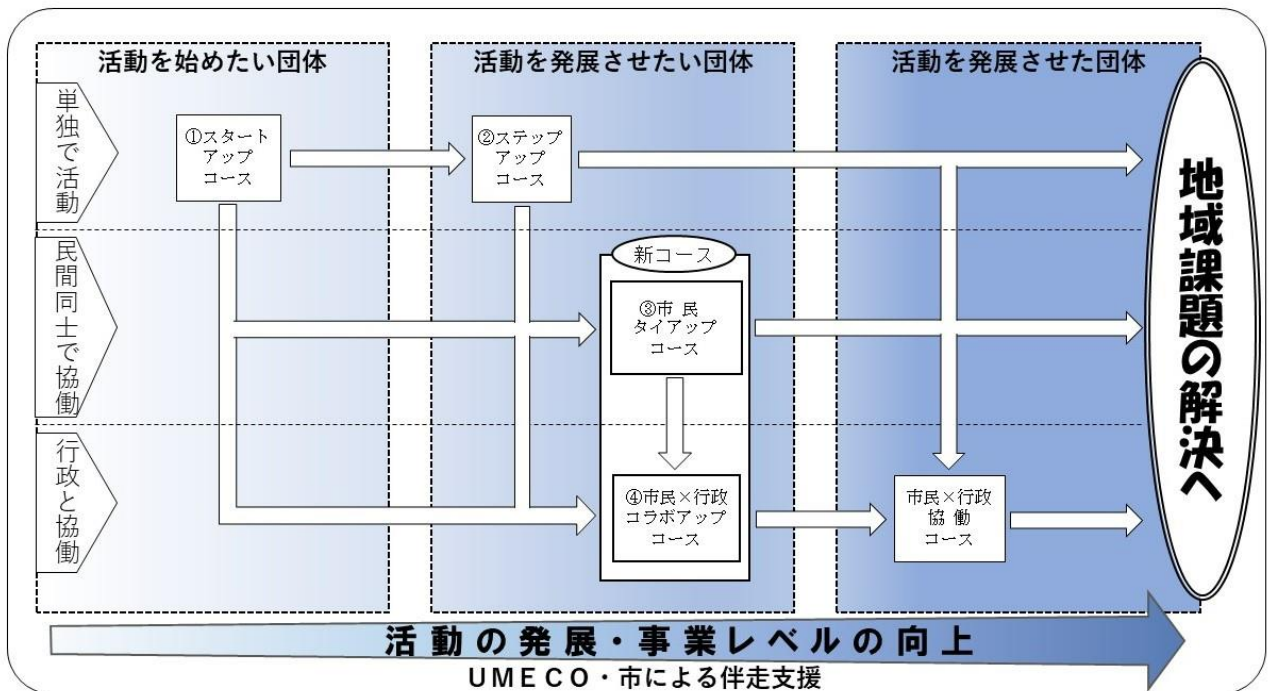 活動を始めたい団体
活動を発展させたい団体
活動を発展させた団体
単独で活動
①スタート
アップ
コース
②ステップ
アップ
コース
民間同士で協働
新コース
③市 民
タイアップ
コース
行政と協働
④市民×行政
コラボアップ
コース
市民×行政
協 働
コース
地域課題の解決へ
活動の発展・事業レベルの向上
UMECO・市による伴走支援